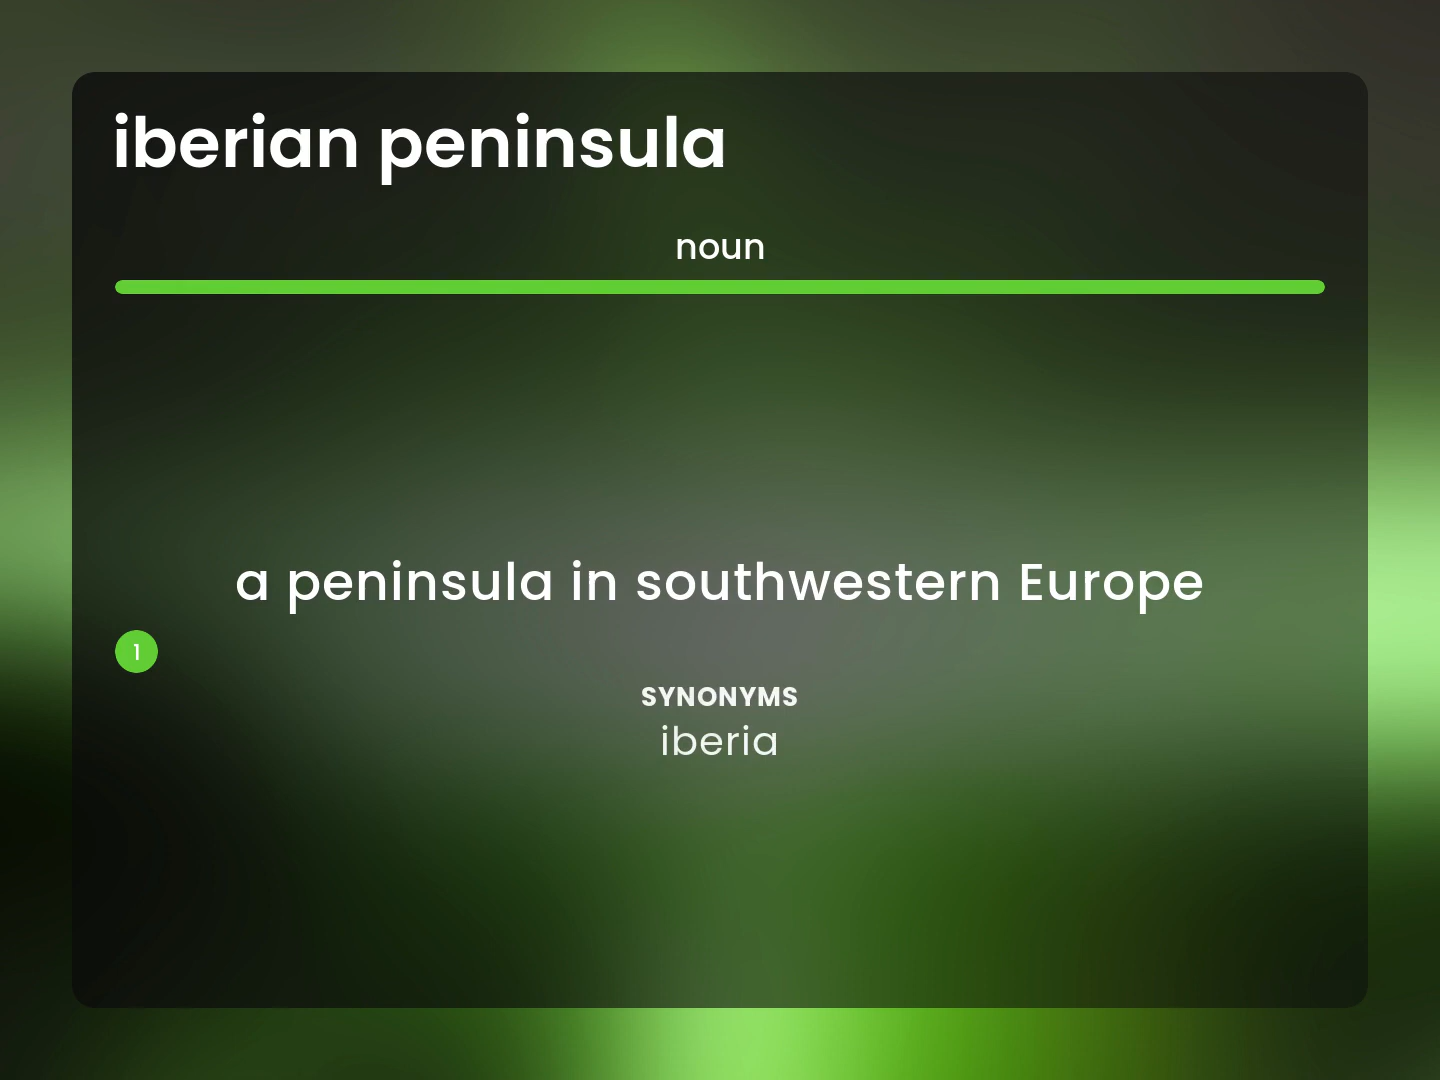 iberian peninsula
noun
a peninsula in southwestern Europe
1
SYNONYMS
iberia